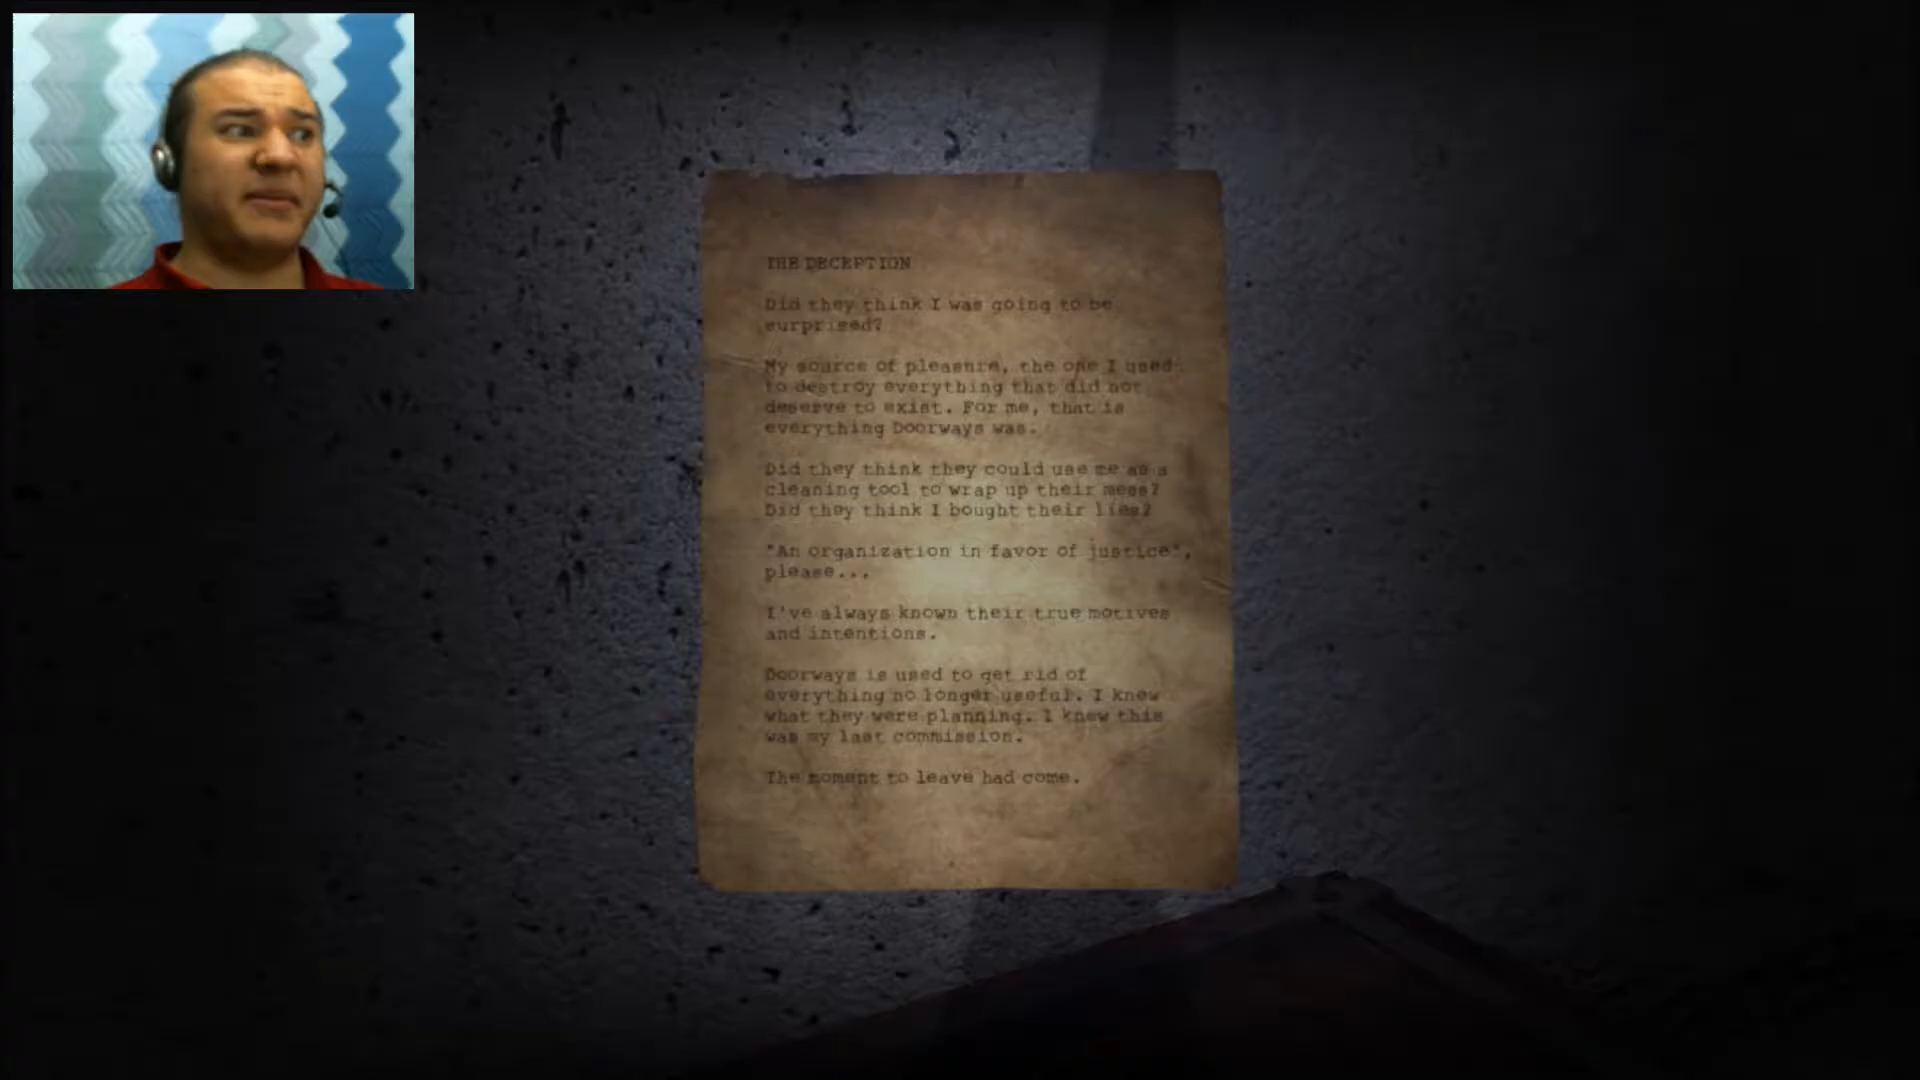 THE DECEPTION
Did they think I was going to be
surprised?
My source of pleasure, the one I used
to destroy everything that did not
deserve to exist. For me, that is
everything Doorways was.
Did they think they could use me as a
cleaning tool to wrap up their mess?
Did they think I bought their lies?
"An organization in favor of justice",
please...
I've always known their true motives
and intentions.
Doorways is used to get rid of
everything no longer useful. I knew
what they were planning. I knew this
was my last commission.
The moment to leave had come.